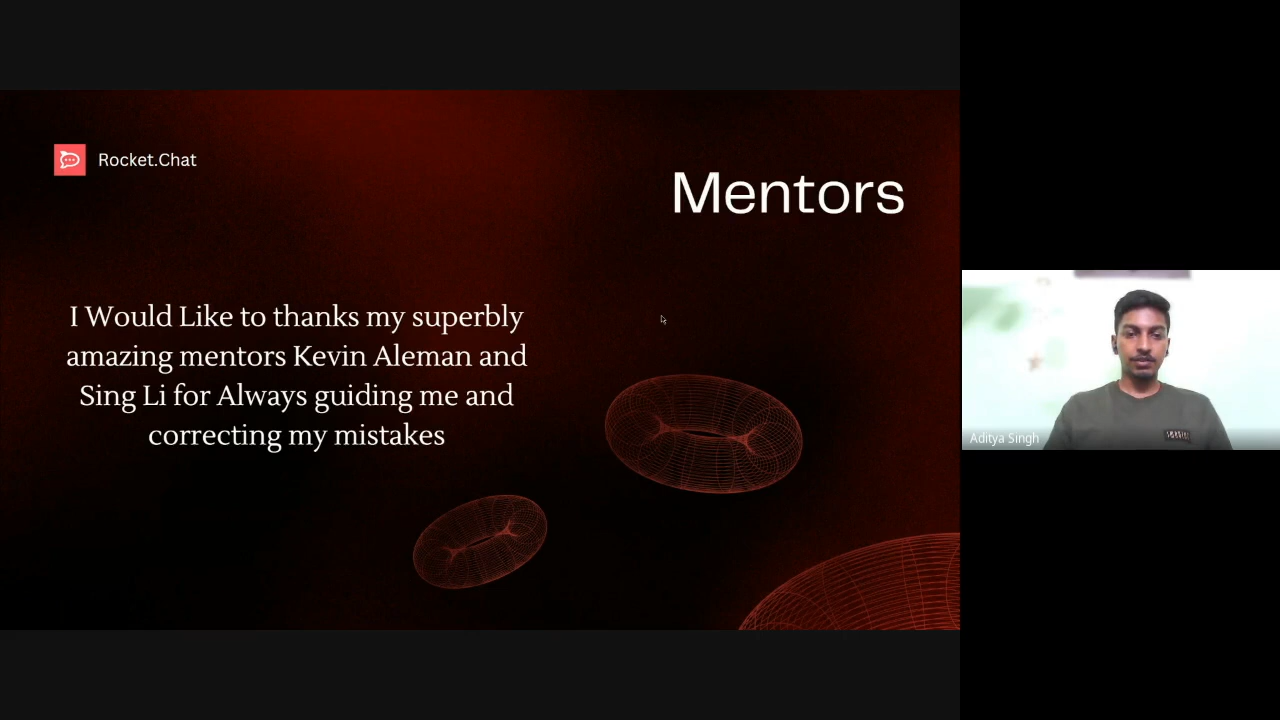 Rocket.Chat
Mentors
I Would Like to thanks my superbly
amazing mentors Kevin Aleman and
Sing Li for Always guiding me and
correcting my mistakes
Aditya Singh